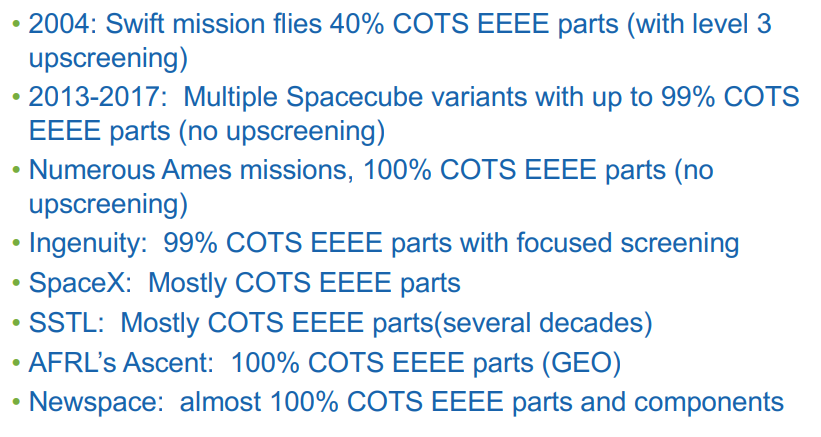 • 2004: Swift mission flies 40% COTS EEEE parts (with level 3
upscreening)
• 2013-2017:  Multiple Spacecube variants with up to 99% COTS
EEEE parts (no upscreening)
• Numerous Ames missions, 100% COTS EEEE parts (no
upscreening)
• Ingenuity:  99% COTS EEEE parts with focused screening
• SpaceX:  Mostly COTS EEEE parts
• SSTL:  Mostly COTS EEEE parts(several decades)
• AFRL’s Ascent:  100% COTS EEEE parts (GEO)
• Newspace:  almost 100% COTS EEEE parts and components